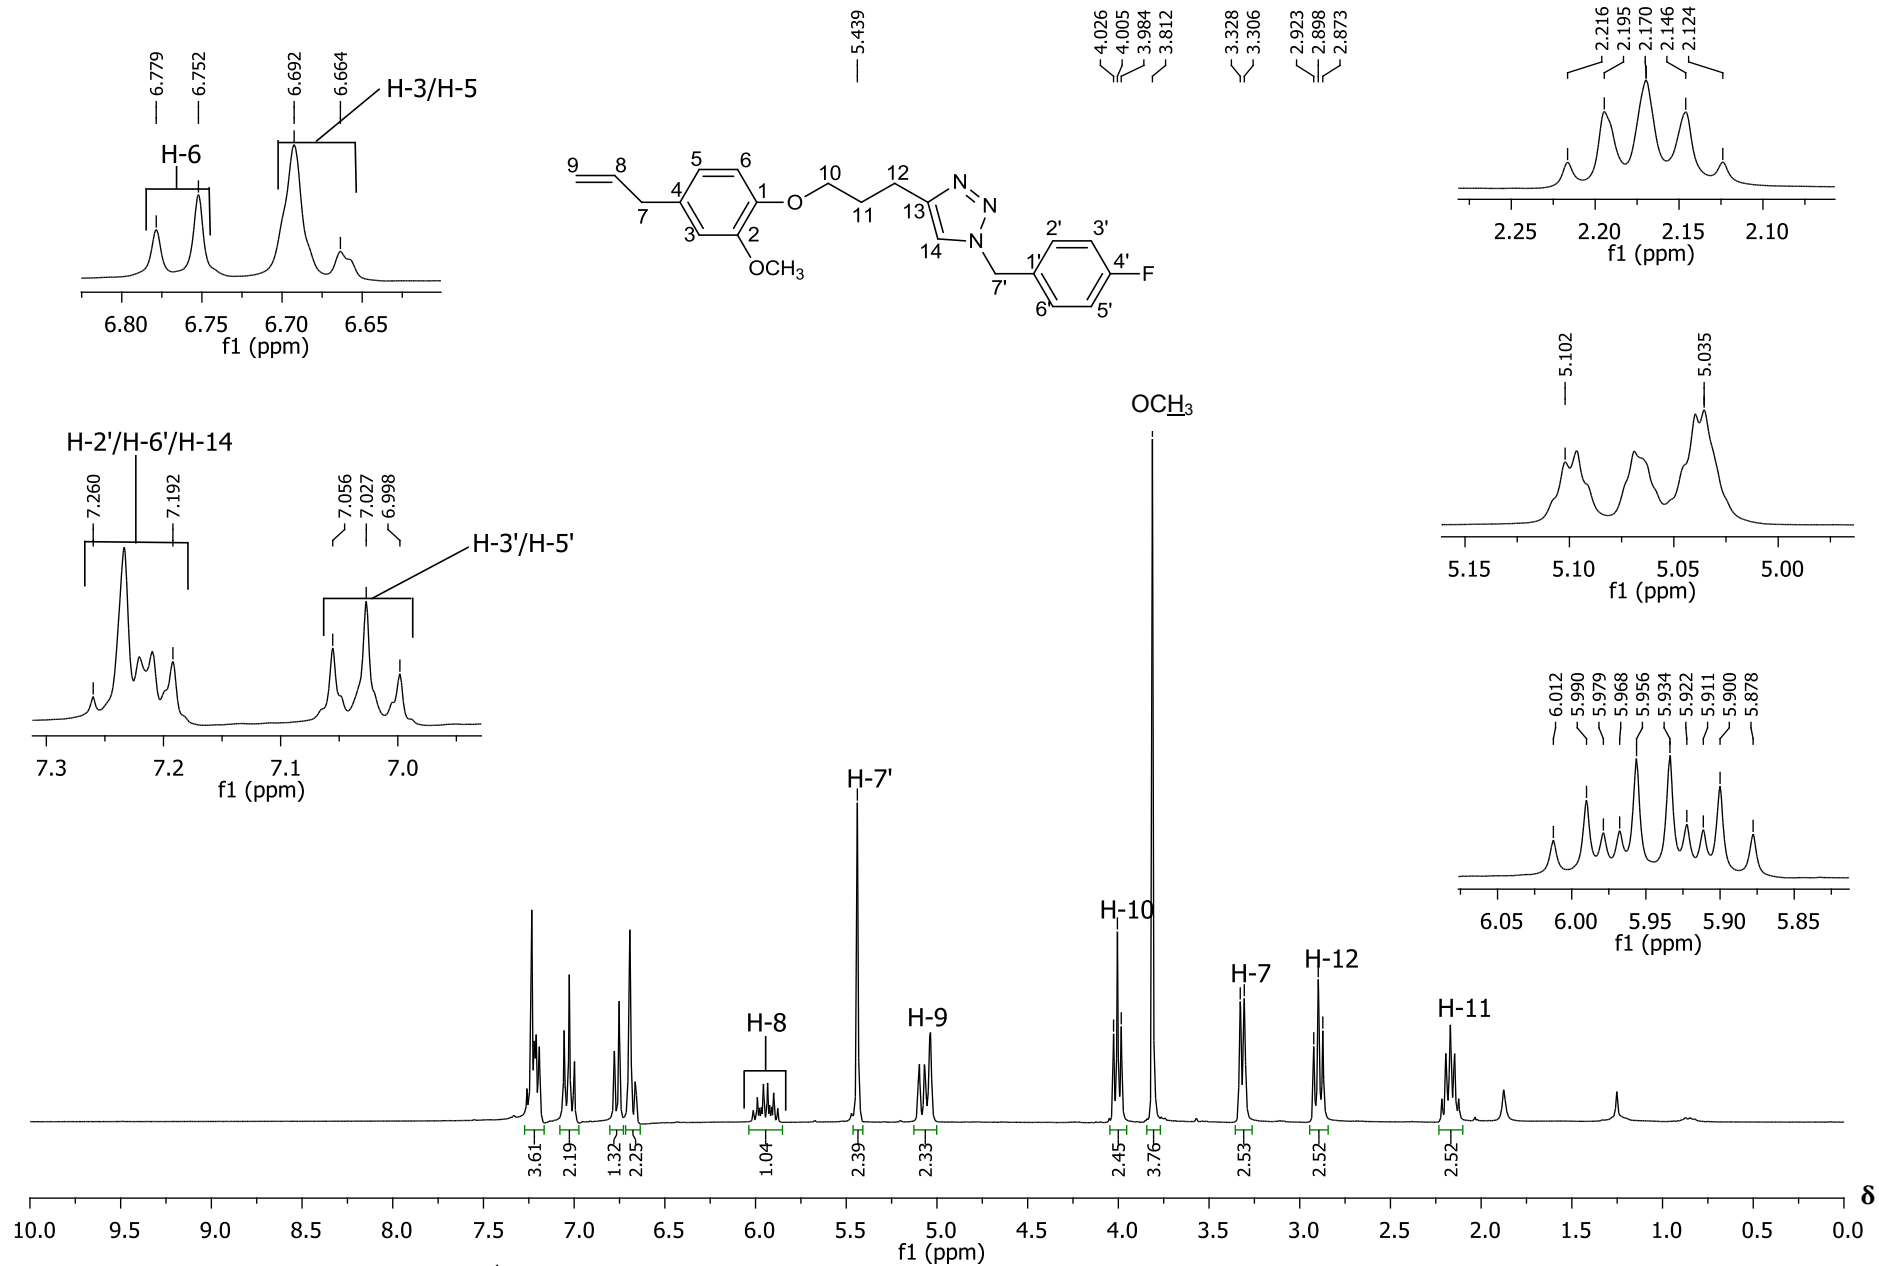 5.439
4.026
4.005
3.984
3.812
3.328
3.306
2.923
2.898
2.873
6.779
6.752
6.692
6.664
H-3/H-5
H-6
6.80 6.75 6.70 6.65
f1 (ppm)
9
8
7
5
6
4
3
1
2
O
OCH3
10
11
12
13
14
N
N
N
7'
1'
2'
3'
4'
5'
6'
F
2.216
2.195
2.170
2.146
2.124
2.25 2.20 2.15 2.10
f1 (ppm)
5.102
5.035
5.15 5.10 5.05 5.00
f1 (ppm)
H-2'/H-6'/H-14
7.260
7.192
7.056
7.027
6.998
H-3'/H-5'
7.3 7.2 7.1 7.0
f1 (ppm)
6.012
5.990
5.979
5.968
5.956
5.934
5.922
5.911
5.900
5.878
6.05 6.00 5.95 5.90 5.85
f1 (ppm)
OCH3
H-7'
H-10
H-7
H-12
H-8
H-9
H-11
3.61
2.19
1.32
2.25
1.04
2.39
2.33
2.45
3.76
2.53
2.52
2.52
10.0 9.5 9.0 8.5 8.0 7.5 7.0 6.5 6.0 5.5 5.0 4.5 4.0 3.5 3.0 2.5 2.0 1.5 1.0 0.5 0.0
δ
f1 (ppm)